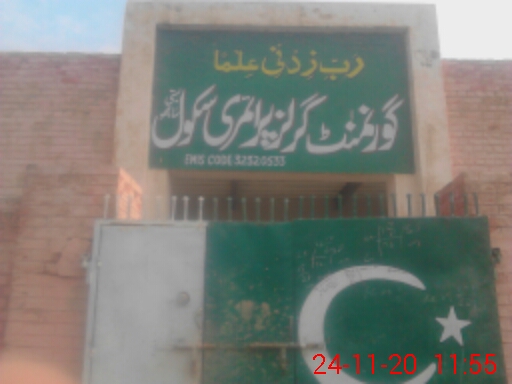 رب زدنی علما
گورنمنٹ گرلز پرائمری سکول
EMIS CODE 32320533
24-11-20 11:55